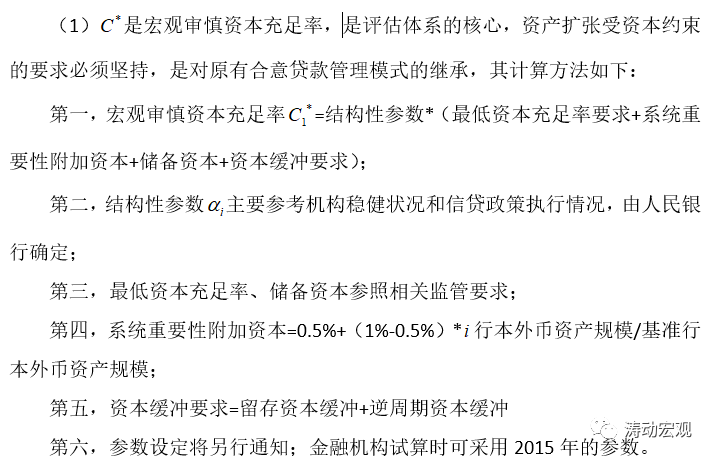 （1）C*是宏观审慎资本充足率，是评估体系的核心，资产扩张受资本约束
的要求必须坚持，是对原有合意贷款管理模式的继承，其计算方法如下：
第一，宏观审慎资本充足率C₁*=结构性参数*（最低资本充足率要求+系统重
要性附加资本+储备资本+资本缓冲要求）；
第二，结构性参数αᵢ主要参考机构稳健状况和信贷政策执行情况，由人民银
行确定；
第三，最低资本充足率、储备资本参照相关监管要求；
第四，系统重要性附加资本=0.5%+（1%-0.5%）*i行本外币资产规模/基准行
本外币资产规模；
第五，资本缓冲要求=留存资本缓冲+逆周期资本缓冲
第六，参数设定将另行通知；金融机构试算时可采用2015年的参数。
涛动宏观